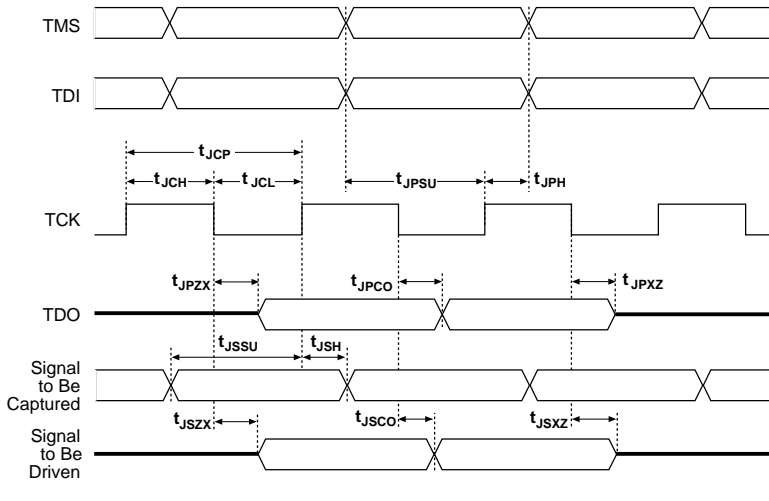 TMS
TDI
tJCP
tJCH
tJCL
tJPSU
tJPH
TCK
tJPZX
tJPCO
tJPXZ
TDO
tJSSU
tJSH
Signal
to Be
Captured
tJSZX
tJSCO
tJSXZ
Signal
to Be
Driven